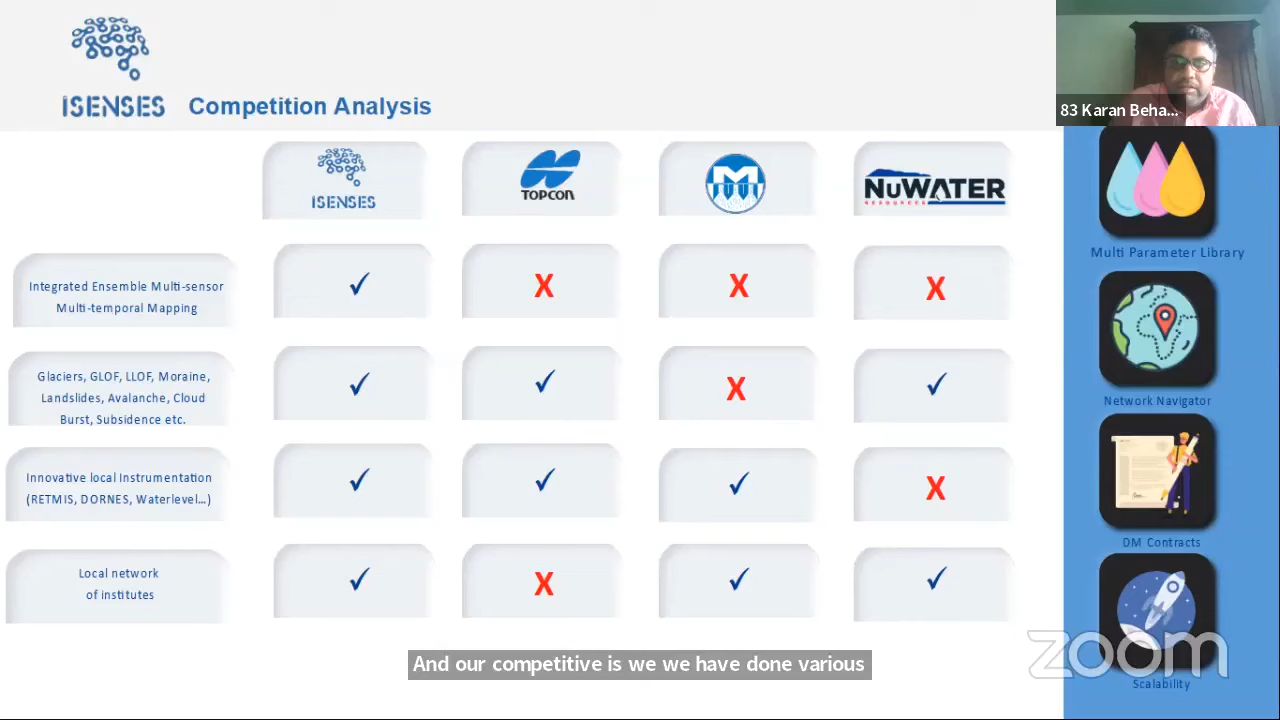 ISENSES
Competition Analysis
83 Karan Beha...
ISENSES
TOPCON
M
NUWATER
RESOURCES
Integrated Ensemble Multi-sensor
Multi-temporal Mapping
✓ X X X
Glaciers, GLOF, LLOF, Moraine,
Landslides, Avalanche, Cloud
Burst, Subsidence etc.
✓ ✓ X ✓
Innovative local Instrumentation
(RETMIS, DORNES, Waterlevel...)
✓ ✓ ✓ X
Local network
of institutes
✓ X ✓ ✓
Multi Parameter Library
Network Navigator
DM Contracts
Scalability
And our competitive is we we have done various
zoom